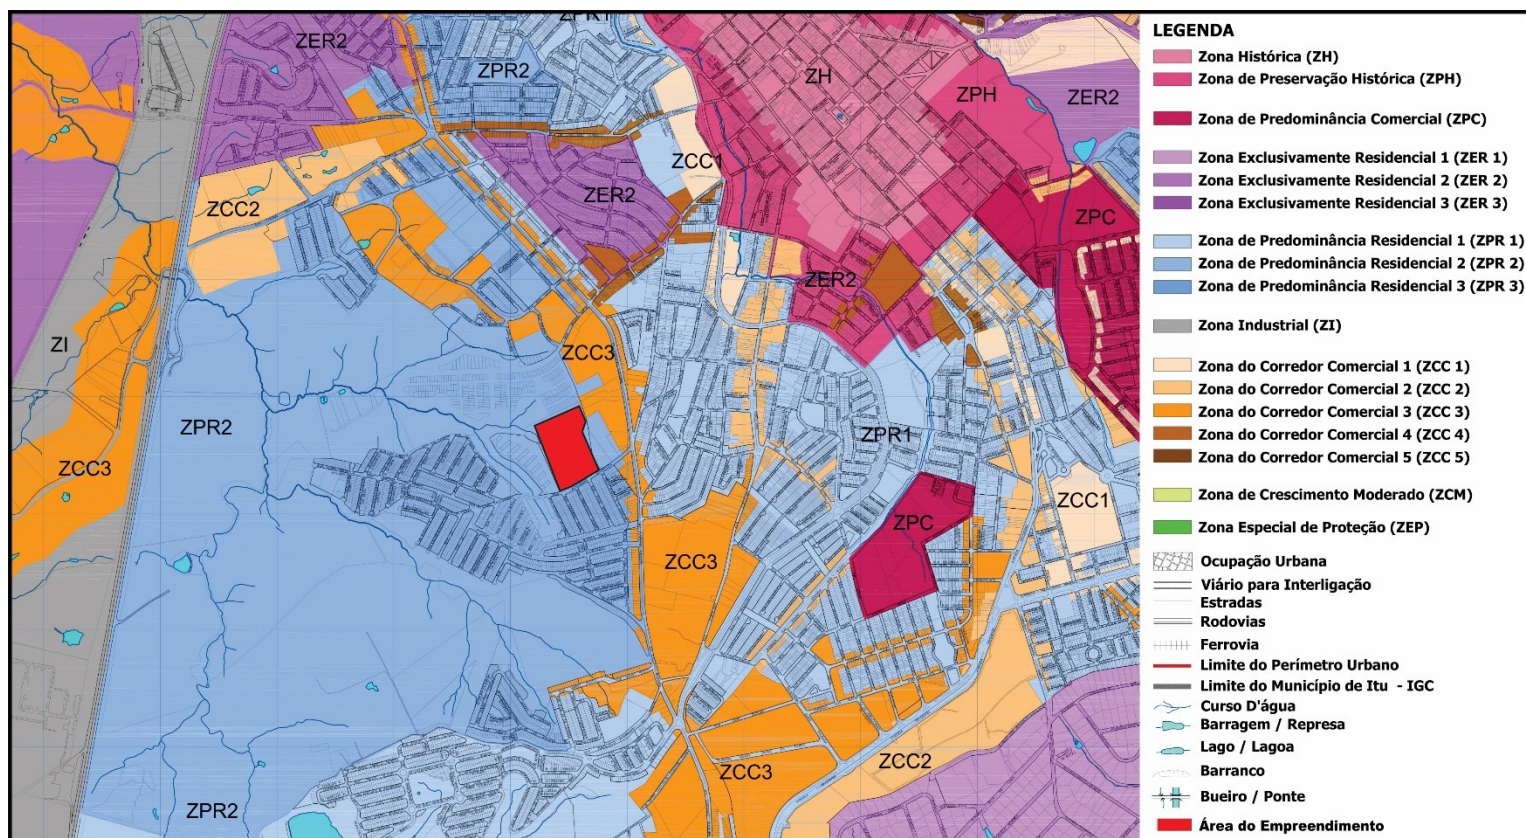 ZPR1
ZER2
ZPR2
ZH
ZPH
ZER2
ZCC1
ZER2
ZCC2
ZPC
ZER2
ZI
ZCC3
ZPR2
ZPR1
ZCC3
ZCC1
ZPC
ZCC3
ZCC2
ZCC3
ZPR2
LEGENDA
Zona Histórica (ZH)
Zona de Preservação Histórica (ZPH)
Zona de Predominância Comercial (ZPC)
Zona Exclusivamente Residencial 1 (ZER 1)
Zona Exclusivamente Residencial 2 (ZER 2)
Zona Exclusivamente Residencial 3 (ZER 3)
Zona de Predominância Residencial 1 (ZPR 1)
Zona de Predominância Residencial 2 (ZPR 2)
Zona de Predominância Residencial 3 (ZPR 3)
Zona Industrial (ZI)
Zona do Corredor Comercial 1 (ZCC 1)
Zona do Corredor Comercial 2 (ZCC 2)
Zona do Corredor Comercial 3 (ZCC 3)
Zona do Corredor Comercial 4 (ZCC 4)
Zona do Corredor Comercial 5 (ZCC 5)
Zona de Crescimento Moderado (ZCM)
Zona Especial de Proteção (ZEP)
Ocupação Urbana
Viário para Interligação
Estradas
Rodovias
Ferrovia
Limite do Perímetro Urbano
Limite do Município de Itu - IGC
Curso D'água
Barragem / Represa
Lago / Lagoa
Barranco
Bueiro / Ponte
Área do Empreendimento